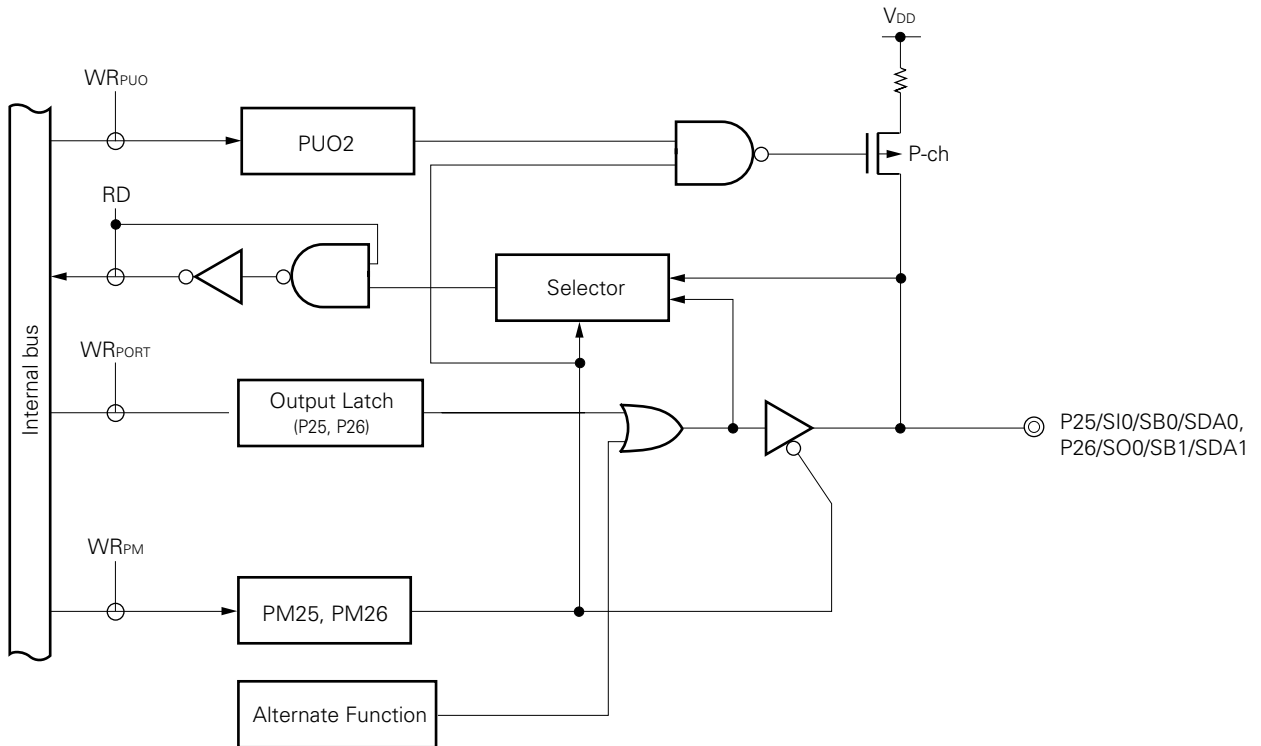 VDD
WRPUO
PUO2
P-ch
RD
Selector
WRPORT
Internal bus
Output Latch
(P25, P26)
P25/SI0/SB0/SDA0,
P26/SO0/SB1/SDA1
WRPM
PM25, PM26
Alternate Function